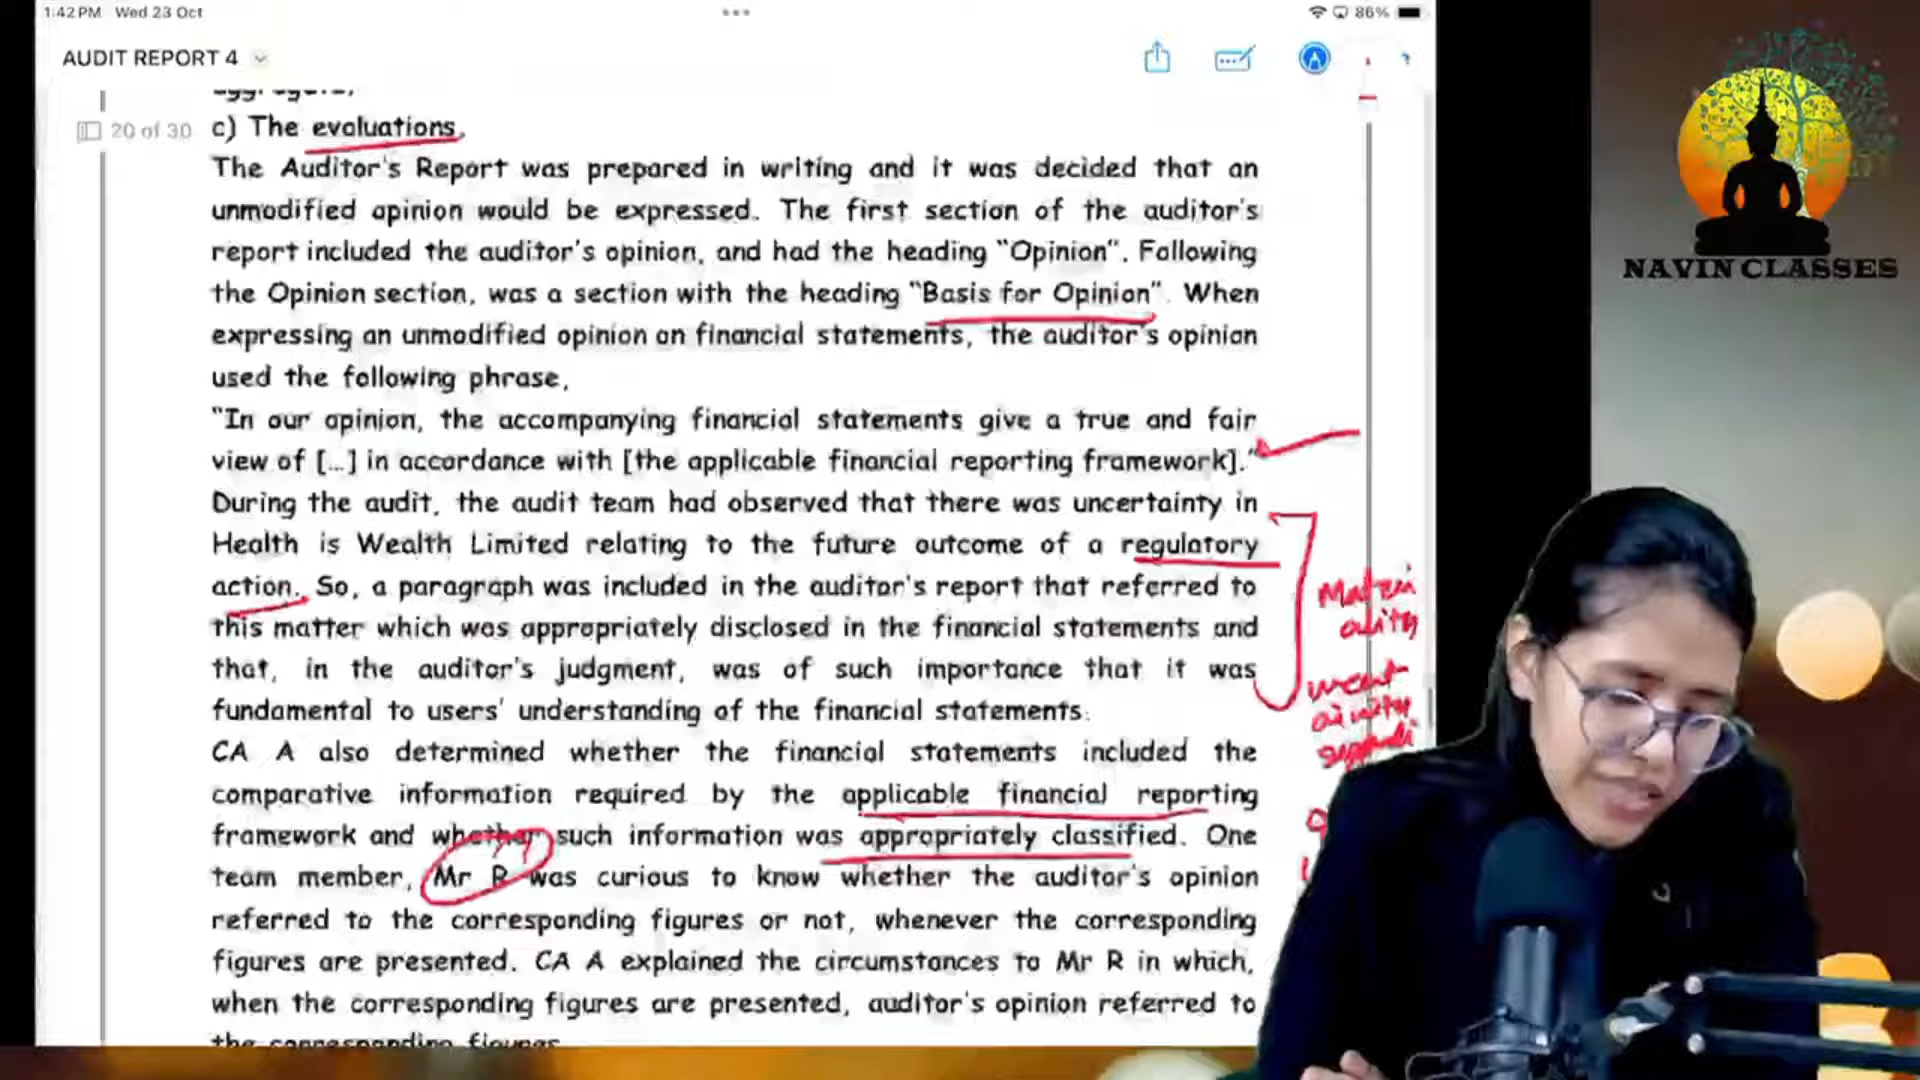 1:42 PM Wed 23 Oct
86%
AUDIT REPORT 4
20 of 30
c) The evaluations,
The Auditor's Report was prepared in writing and it was decided that an
unmodified opinion would be expressed. The first section of the auditor's
report included the auditor's opinion, and had the heading "Opinion". Following
the Opinion section, was a section with the heading "Basis for Opinion". When
expressing an unmodified opinion on financial statements, the auditor's opinion
used the following phrase,
"In our opinion, the accompanying financial statements give a true and fair
view of [...] in accordance with [the applicable financial reporting framework]."
During the audit, the audit team had observed that there was uncertainty in
Health is Wealth Limited relating to the future outcome of a regulatory
action. So, a paragraph was included in the auditor's report that referred to
this matter which was appropriately disclosed in the financial statements and
that, in the auditor's judgment, was of such importance that it was
fundamental to users' understanding of the financial statements.
CA A also determined whether the financial statements included the
comparative information required by the applicable financial reporting
framework and whether such information was appropriately classified. One
team member, Mr R was curious to know whether the auditor's opinion
referred to the corresponding figures or not, whenever the corresponding
figures are presented. CA A explained the circumstances to Mr R in which,
when the corresponding figures are presented, auditor's opinion referred to
the corresponding figures
NAVIN CLASSES